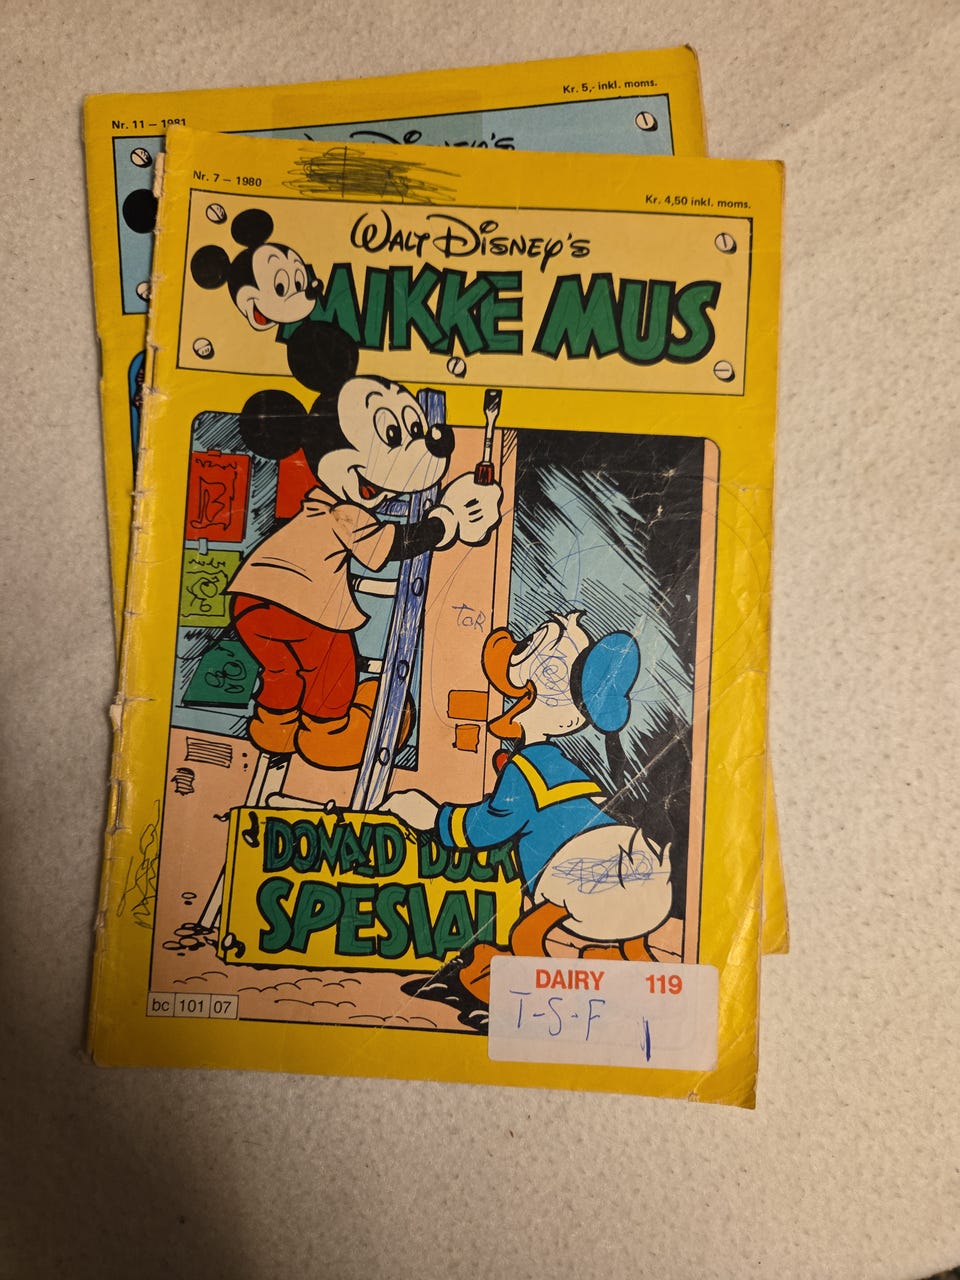 Kr. 5,- inkl. moms.
Nr. 11 – 1981
Nr. 7 – 1980
Kr. 4,50 inkl. moms.
WALT DISNEY'S
MIKKE MUS
TOR
DONALD DUCK
SPESIAL
DAIRY 119
T-S-F
bc 101 07